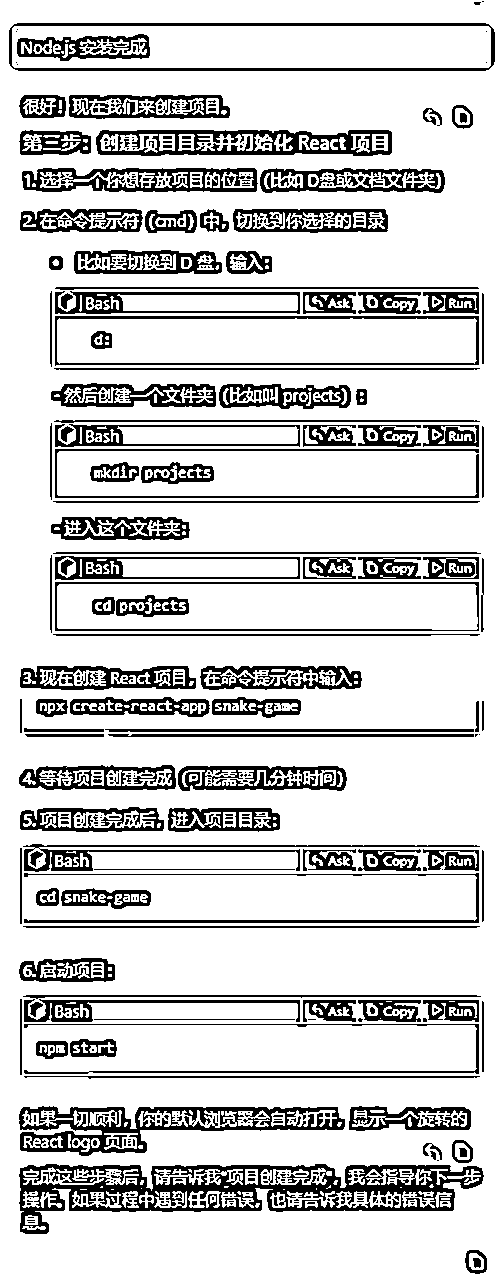 Node.js 安装完成
很好！现在我们来创建项目。
第三步：创建项目目录并初始化 React 项目
1. 选择一个你想存放项目的位置（比如 D盘或文档文件夹）
2. 在命令提示符（cmd）中，切换到你选择的目录
比如要切换到 D 盘，输入：
Bash Ask Copy Run
d:
- 然后创建一个文件夹（比如叫 projects）：
Bash Ask Copy Run
mkdir projects
- 进入这个文件夹：
Bash Ask Copy Run
cd projects
3. 现在创建 React 项目，在命令提示符中输入：
npx create-react-app snake-game
4. 等待项目创建完成（可能需要几分钟时间）
5. 项目创建完成后，进入项目目录：
Bash Ask Copy Run
cd snake-game
6. 启动项目：
Bash Ask Copy Run
npm start
如果一切顺利，你的默认浏览器会自动打开，显示一个旋转的
React logo 页面。
完成这些步骤后，请告诉我"项目创建完成"，我会指导你下一步
操作。如果过程中遇到任何错误，也请告诉我具体的错误信
息。